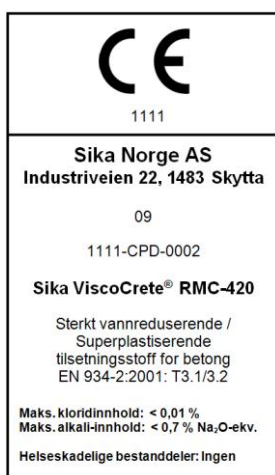 CE
1111
Sika Norge AS
Industriveien 22, 1483 Skytta
09
1111-CPD-0002
Sika ViscoCrete® RMC-420
Sterkt vannreduserende /
Superplastiserende
tilsetningsstoff for betong
EN 934-2:2001: T3.1/3.2
Maks. kloridinnhold: < 0,01 %
Maks. alkali-innhold: < 0,7 % Na₂O-ekv.
Helseskadelige bestanddeler: Ingen